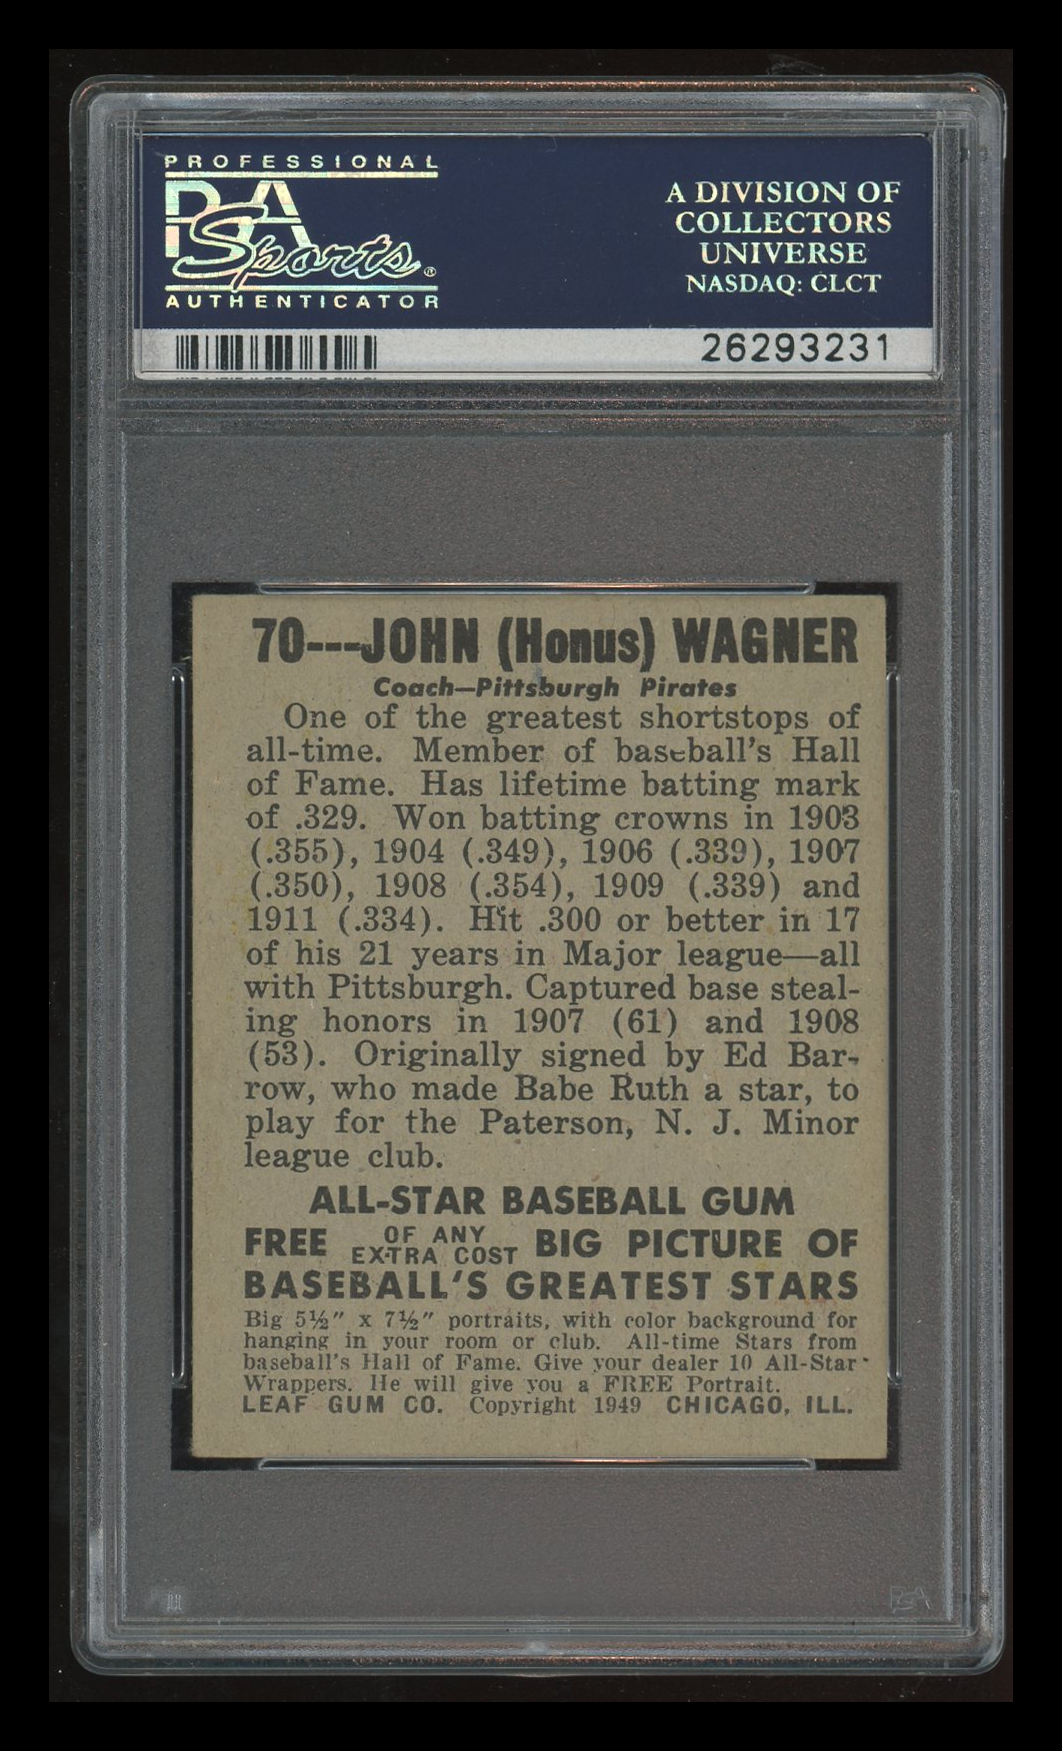 PROFESSIONAL
PSA
Sports®
AUTHENTICATOR
A DIVISION OF
COLLECTORS
UNIVERSE
NASDAQ: CLCT
26293231
70---JOHN (Honus) WAGNER
Coach—Pittsburgh Pirates
One of the greatest shortstops of
all-time. Member of baseball's Hall
of Fame. Has lifetime batting mark
of .329. Won batting crowns in 1903
(.355), 1904 (.349), 1906 (.339), 1907
(.350), 1908 (.354), 1909 (.339) and
1911 (.334). Hit .300 or better in 17
of his 21 years in Major league—all
with Pittsburgh. Captured base steal-
ing honors in 1907 (61) and 1908
(53). Originally signed by Ed Bar-
row, who made Babe Ruth a star, to
play for the Paterson, N. J. Minor
league club.
ALL-STAR BASEBALL GUM
FREE OF ANY EXTRA COST BIG PICTURE OF
BASEBALL'S GREATEST STARS
Big 5½" x 7½" portraits, with color background for
hanging in your room or club. All-time Stars from
baseball's Hall of Fame. Give your dealer 10 All-Star
Wrappers. He will give you a FREE Portrait.
LEAF GUM CO. Copyright 1949 CHICAGO, ILL.
PSA